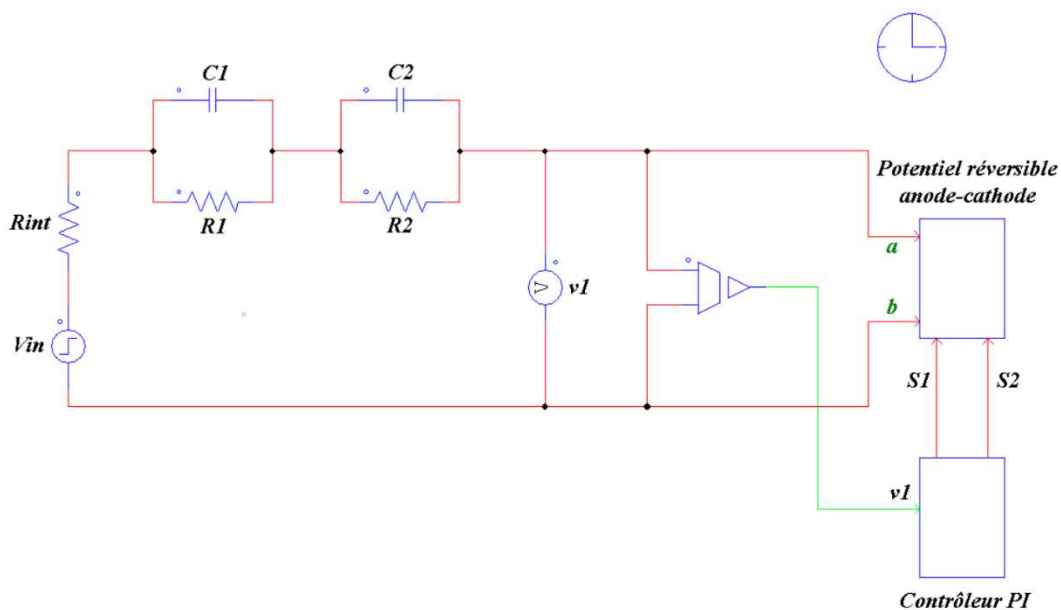 C1
C2
R1
R2
Rint
Vin
V
v1
Potentiel réversible
anode-cathode
a
b
S1
S2
v1
Contrôleur PI